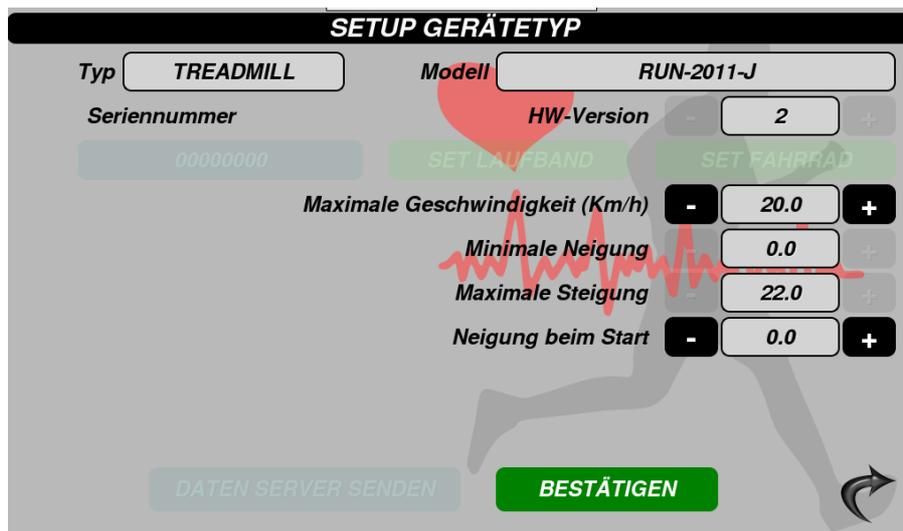 SETUP GERÄTETYP
Typ TREADMILL Modell RUN-2011-J
Seriennummer HW-Version - 2 +
00000000 SET LAUFBAND SET FAHRRAD
Maximale Geschwindigkeit (Km/h) - 20.0 +
Minimale Neigung - 0.0 +
Maximale Steigung - 22.0 +
Neigung beim Start - 0.0 +
DATEN SERVER SENDEN BESTÄTIGEN